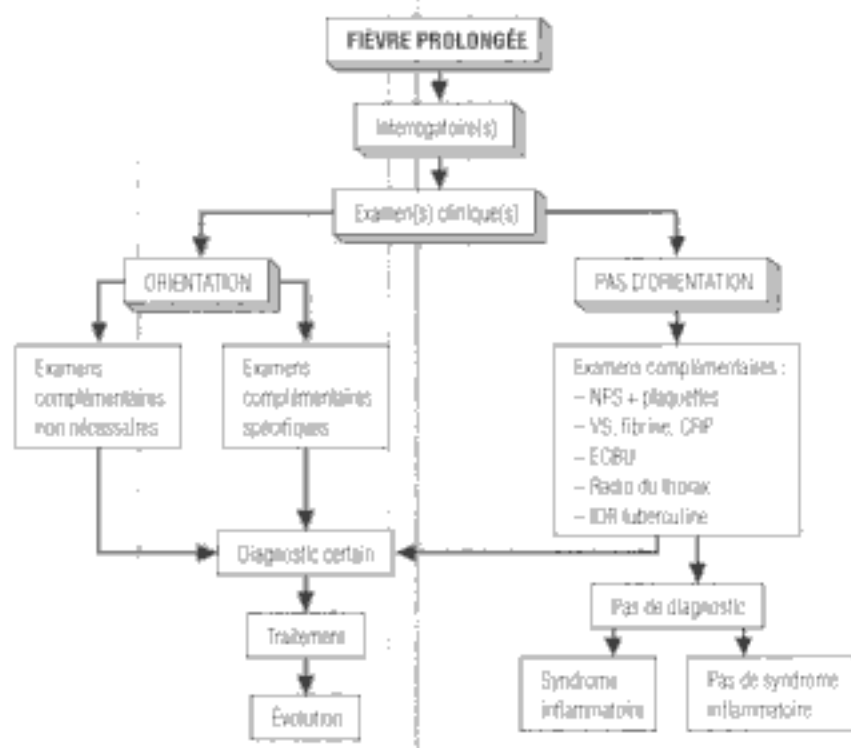 FIÈVRE PROLONGÉE
Interrogatoire(s)
Examen(s) clinique(s)
ORIENTATION
PAS D'ORIENTATION
Examens
complémentaires
non nécessaires
Examens
complémentaires
spécifiques
Examens complémentaires :
– NFS + plaquettes
– VS, fibrine, CRP
– ECBU
– Radio du thorax
– IDR tuberculine
Diagnostic certain
Pas de diagnostic
Traitement
Syndrome
inflammatoire
Pas de syndrome
inflammatoire
Évolution